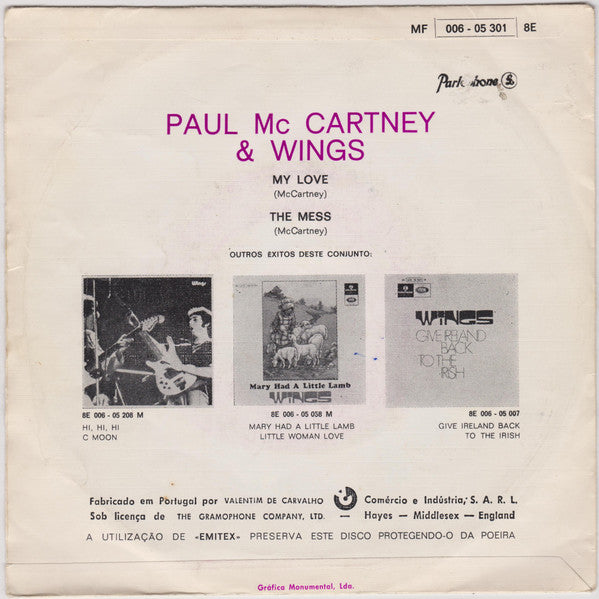 MF 006 - 05 301 8E
Parlophone
PAUL Mc CARTNEY
& WINGS
MY LOVE
(McCartney)
THE MESS
(McCartney)
OUTROS EXITOS DESTE CONJUNTO:
Wings
Mary Had A Little Lamb
WINGS
WINGS
GIVE IRELAND
BACK
TO THE
IRISH
8E 006 - 05 208 M
HI, HI, HI
C MOON
8E 006 - 05 058 M
MARY HAD A LITTLE LAMB
LITTLE WOMAN LOVE
8E 006 - 05 007
GIVE IRELAND BACK
TO THE IRISH
Fabricado em Portugal por VALENTIM DE CARVALHO Comércio e Indústria, S. A. R. L.
Sob licença de THE GRAMOPHONE COMPANY, LTD. — Hayes — Middlesex — England
A UTILIZAÇÃO DE «EMITEX» PRESERVA ESTE DISCO PROTEGENDO-O DA POEIRA
Gráfica Monumental, Lda.